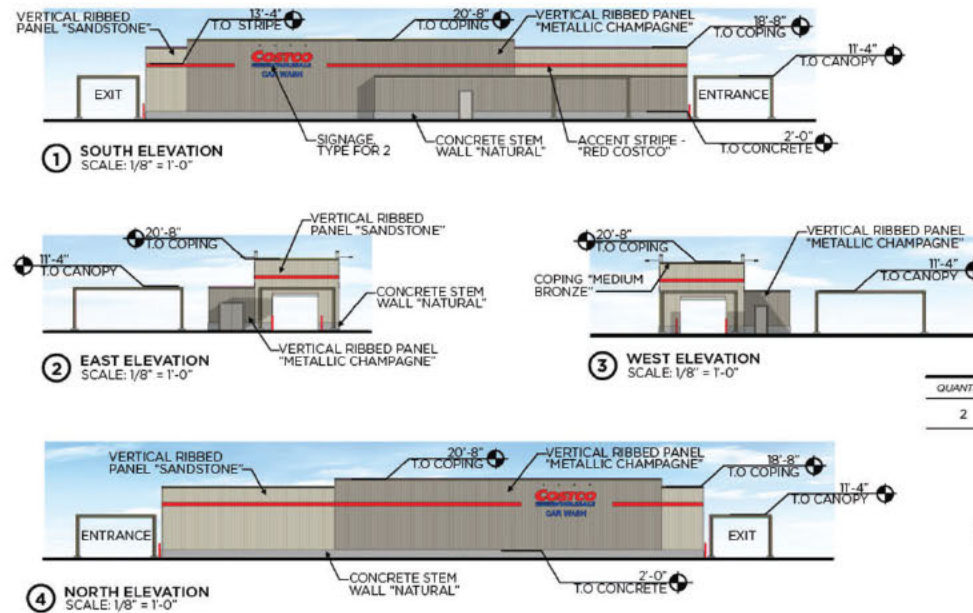 VERTICAL RIBBED
PANEL "SANDSTONE"
13'-4"
T.O STRIPE
20'-8"
T.O COPING
VERTICAL RIBBED PANEL
"METALLIC CHAMPAGNE"
18'-8"
T.O COPING
11'-4"
T.O CANOPY
EXIT
COSTCO
WHOLESALE
CAR WASH
ENTRANCE
SIGNAGE,
TYPE FOR 2
CONCRETE STEM
WALL "NATURAL"
ACCENT STRIPE -
"RED COSTCO"
2'-0"
T.O CONCRETE
1 SOUTH ELEVATION
SCALE: 1/8" = 1'-0"
20'-8"
T.O COPING
VERTICAL RIBBED
PANEL "SANDSTONE"
11'-4"
T.O CANOPY
CONCRETE STEM
WALL "NATURAL"
VERTICAL RIBBED PANEL
"METALLIC CHAMPAGNE"
2 EAST ELEVATION
SCALE: 1/8" = 1'-0"
20'-8"
T.O COPING
VERTICAL RIBBED PANEL
"METALLIC CHAMPAGNE"
COPING "MEDIUM
BRONZE"
11'-4"
T.O CANOPY
3 WEST ELEVATION
SCALE: 1/8" = 1'-0"
QUANT
2
VERTICAL RIBBED
PANEL "SANDSTONE"
20'-8"
T.O COPING
VERTICAL RIBBED PANEL
"METALLIC CHAMPAGNE"
18'-8"
T.O COPING
11'-4"
T.O CANOPY
ENTRANCE
COSTCO
WHOLESALE
CAR WASH
EXIT
CONCRETE STEM
WALL "NATURAL"
2'-0"
T.O CONCRETE
4 NORTH ELEVATION
SCALE: 1/8" = 1'-0"